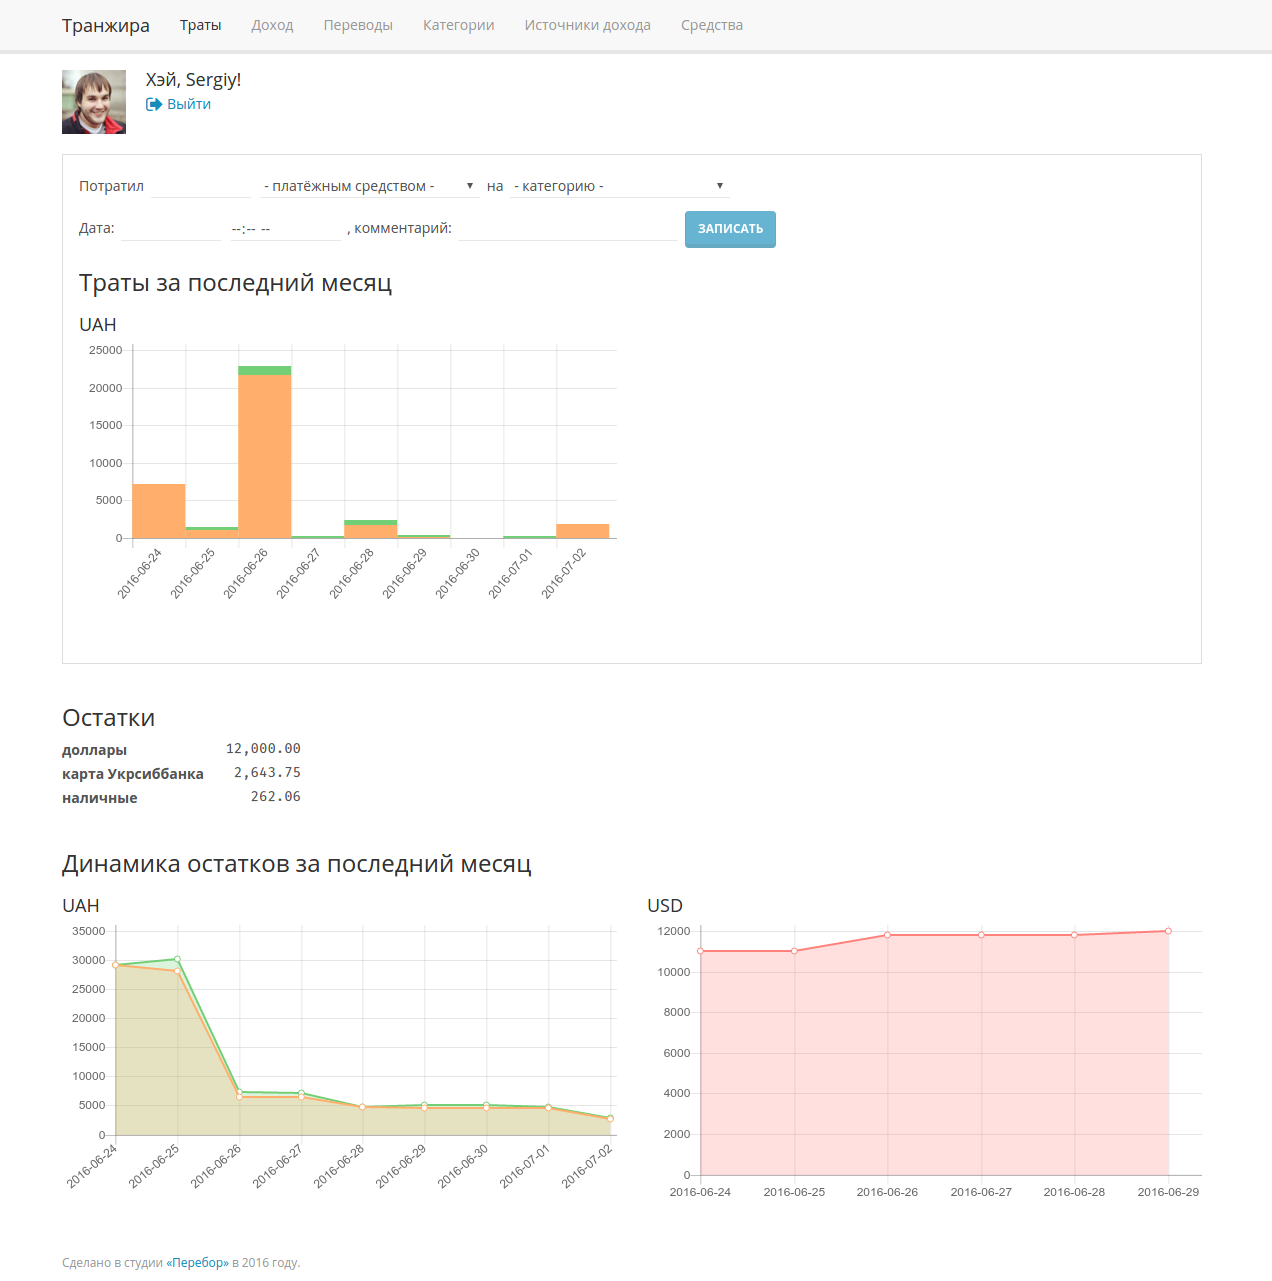 Транжира Траты Доход Переводы Категории Источники дохода Средства
Хэй, Sergiy!
Выйти
Потратил - платёжным средством - на - категорию -
Дата: --:-- -- , комментарий: ЗАПИСАТЬ
Траты за последний месяц
UAH
25000
20000
15000
10000
5000
0
2016-06-24 2016-06-25 2016-06-26 2016-06-27 2016-06-28 2016-06-29 2016-06-30 2016-07-01 2016-07-02
Остатки
доллары 12,000.00
карта Укрсиббанка 2,643.75
наличные 262.06
Динамика остатков за последний месяц
UAH
35000
30000
25000
20000
15000
10000
5000
0
2016-06-24 2016-06-25 2016-06-26 2016-06-27 2016-06-28 2016-06-29 2016-06-30 2016-07-01 2016-07-02
USD
12000
10000
8000
6000
4000
2000
0
2016-06-24 2016-06-25 2016-06-26 2016-06-27 2016-06-28 2016-06-29
Сделано в студии «Перебор» в 2016 году.